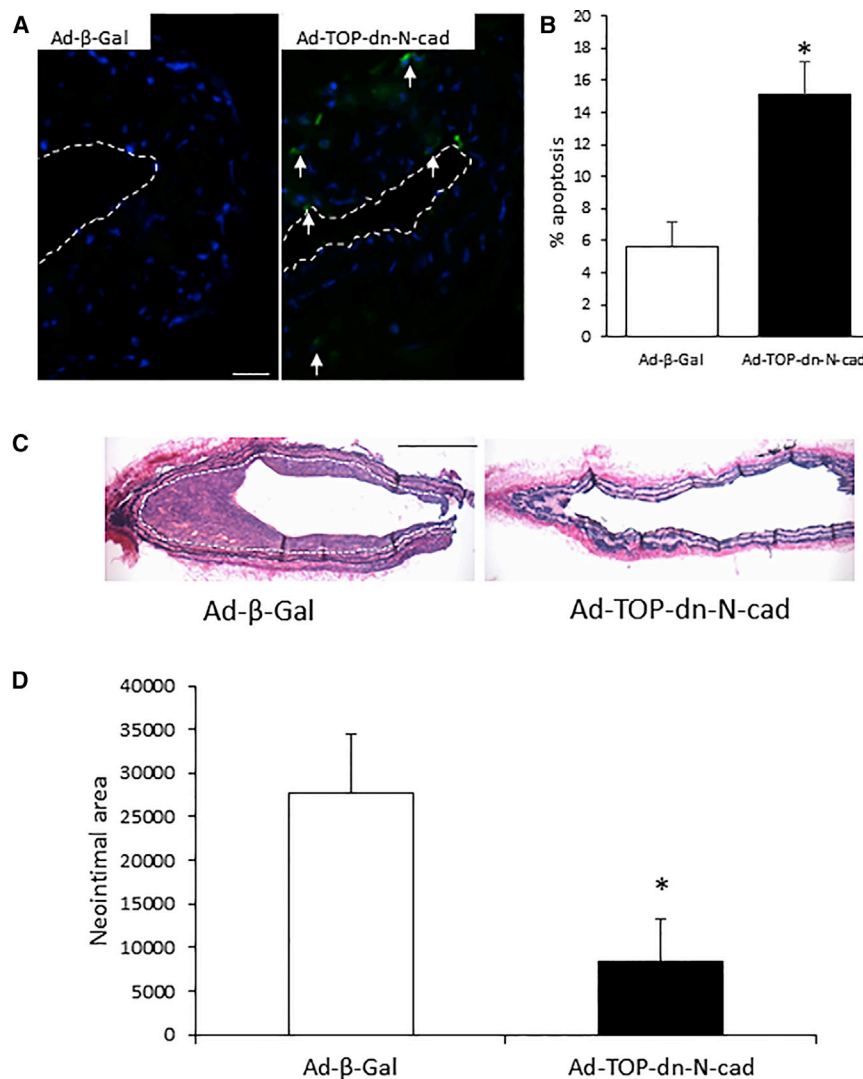 A
Ad-β-Gal
Ad-TOP-dn-N-cad
B
20
18
16
14
12
10
8
6
4
2
0
% apoptosis
*
Ad-β-Gal
Ad-TOP-dn-N-cad
C
Ad-β-Gal
Ad-TOP-dn-N-cad
D
40000
35000
30000
25000
20000
15000
10000
5000
0
Neointimal area
*
Ad-β-Gal
Ad-TOP-dn-N-cad